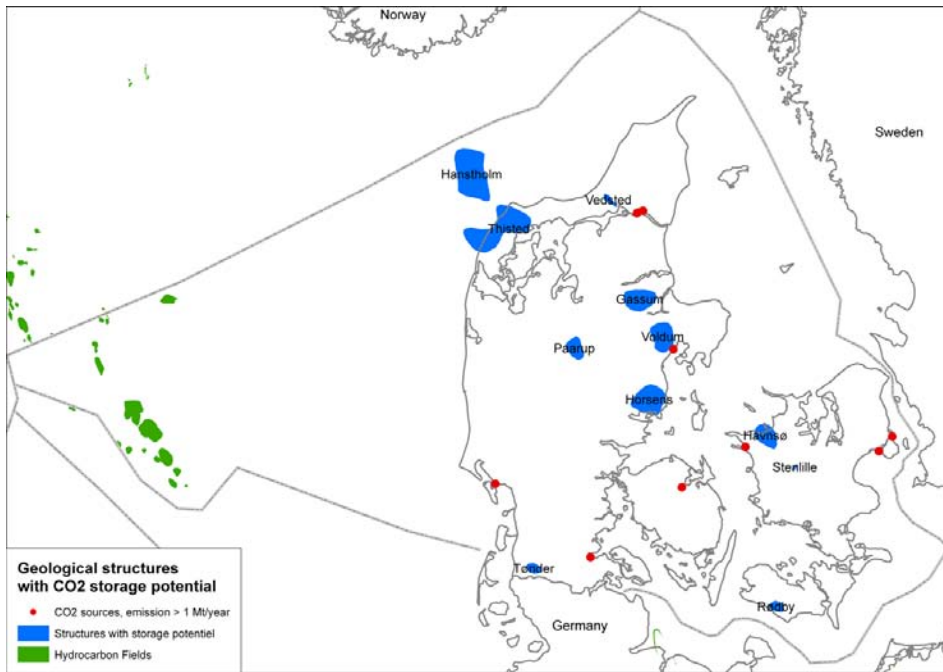 Norway
Sweden
Hanstholm
Vedsted
Thisted
Gassum
Voldum
Paarup
Horsens
Havnsø
Stenlille
Tønder
Rødby
Germany
Geological structures
with CO2 storage potential
CO2 sources, emission > 1 Mt/year
Structures with storage potentiel
Hydrocarbon Fields